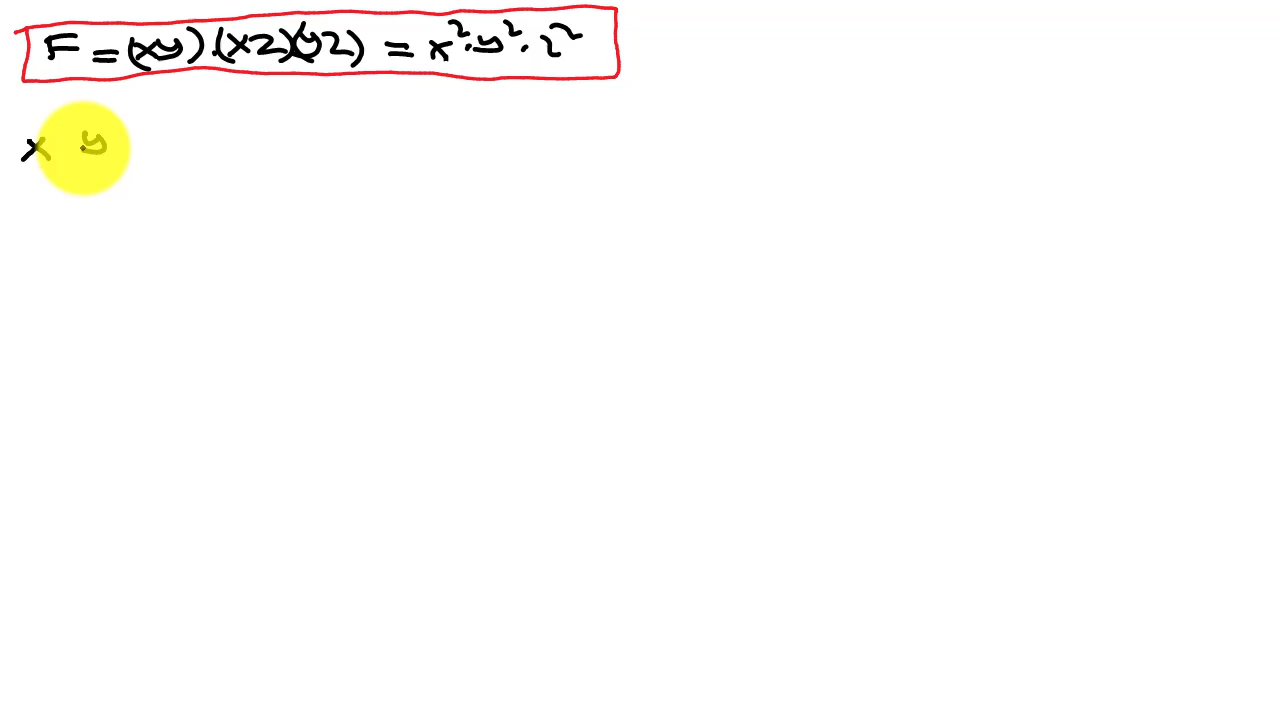 F = (xy).(xz)(yz) = x².y².z²
x y